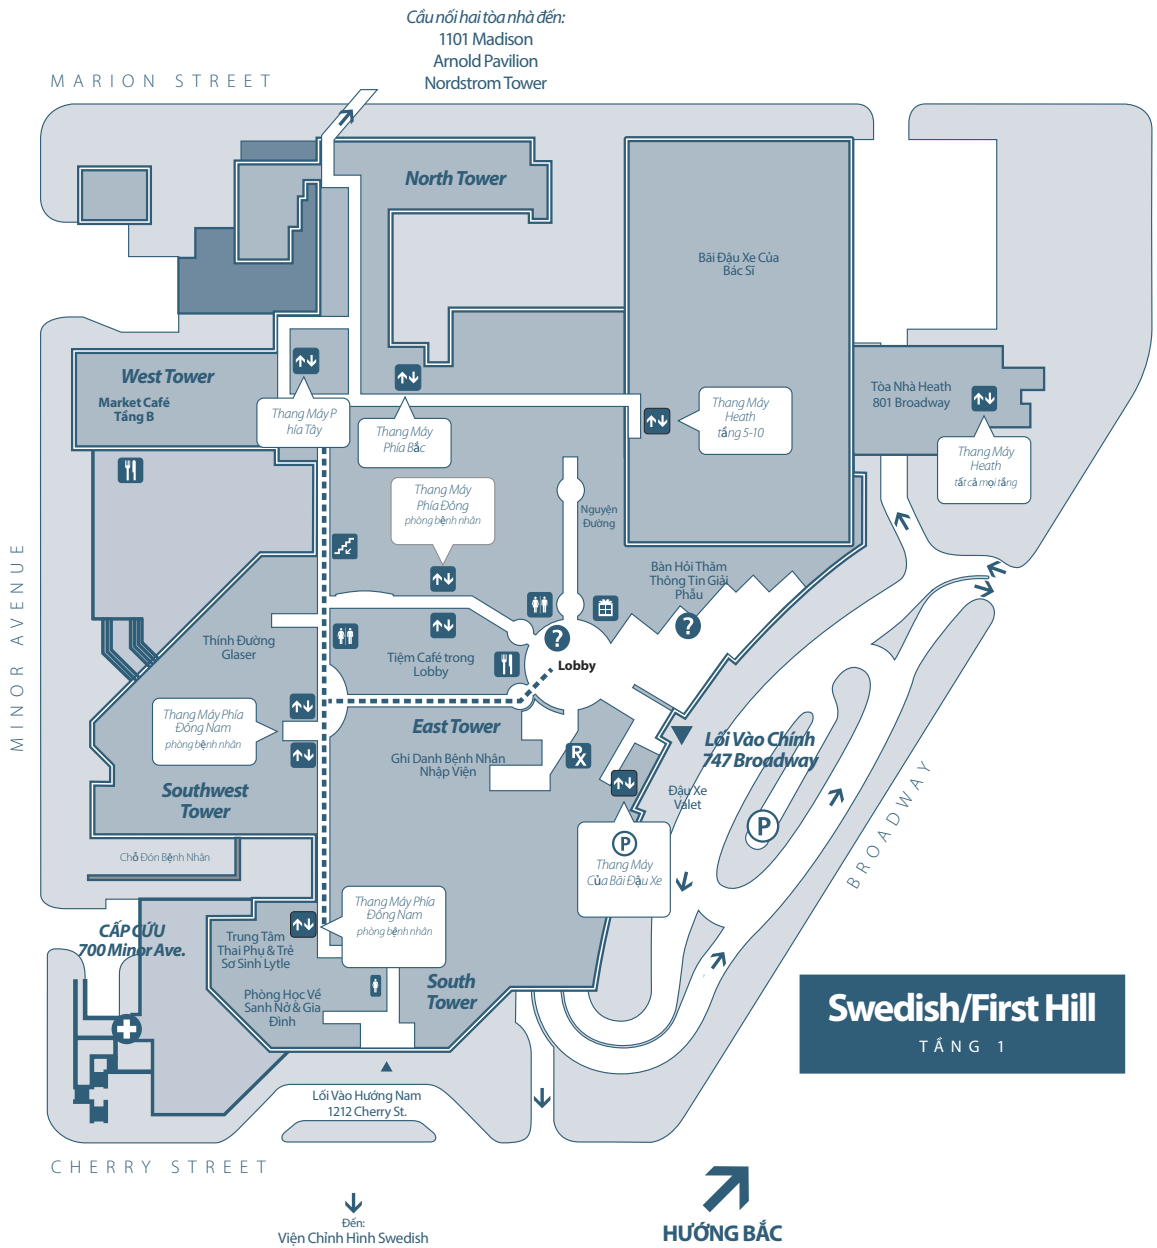 Cầu nối hai tòa nhà đến:
1101 Madison
Arnold Pavilion
Nordstrom Tower
MARION STREET
North Tower
Bãi Đậu Xe Của
Bác Sĩ
West Tower
Market Café
Tầng B
Thang Máy P
hía Tây
Thang Máy
Phía Bắc
Thang Máy
Heath
tầng 5-10
Tòa Nhà Heath
801 Broadway
Thang Máy
Heath
tất cả mọi tầng
Thang Máy
Phía Đông
phòng bệnh nhân
Nguyện
Đường
Bàn Hỏi Thăm
Thông Tin Giải
Phẫu
MINOR AVENUE
Thính Đường
Glaser
Tiệm Café trong
Lobby
?
?
Lobby
Thang Máy Phía
Đông Nam
phòng bệnh nhân
East Tower
Ghi Danh Bệnh Nhân
Nhập Viện
RX
Lối Vào Chính
747 Broadway
Đậu Xe
Valet
P
BROADWAY
Southwest
Tower
Chỗ Đón Bệnh Nhân
P
Thang Máy
Của Bãi Đậu Xe
Thang Máy Phía
Đông Nam
phòng bệnh nhân
CẤP CỨU
700 Minor Ave.
Trung Tâm
Thai Phụ & Trẻ
Sơ Sinh Lytle
Phòng Học Về
Sanh Nở & Gia
Đình
South
Tower
Swedish/First Hill
TẦNG 1
Lối Vào Hướng Nam
1212 Cherry St.
CHERRY STREET
Đến:
Viện Chỉnh Hình Swedish
HƯỚNG BẮC